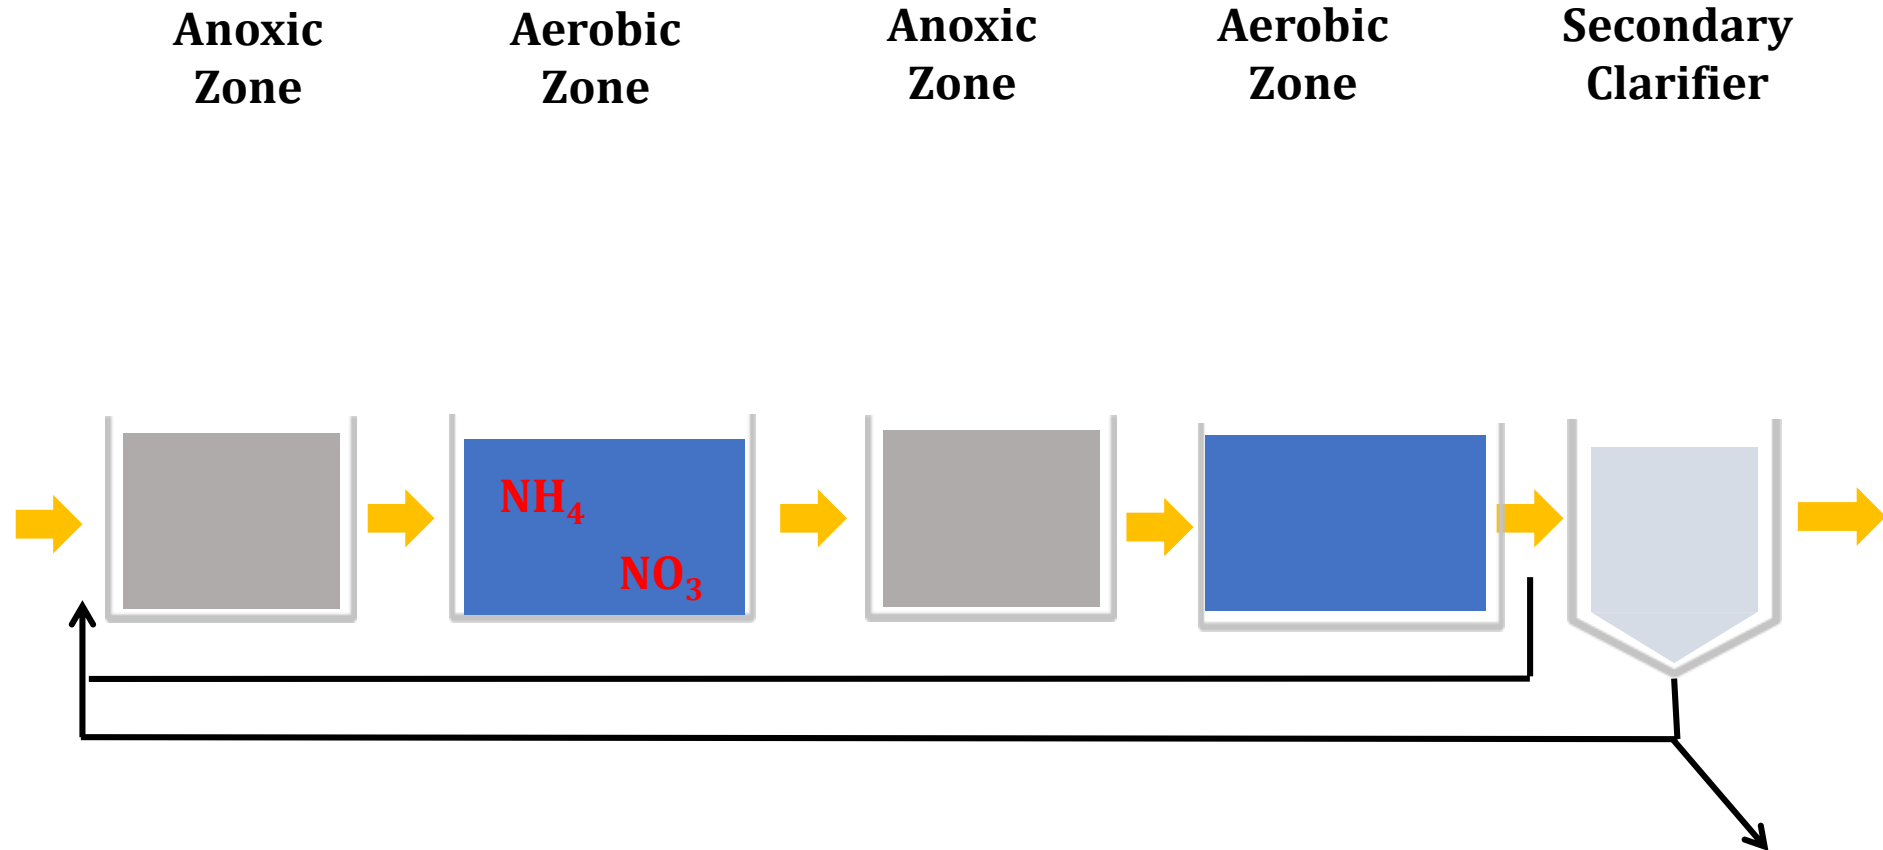 Anoxic
Zone
Aerobic
Zone
Anoxic
Zone
Aerobic
Zone
Secondary
Clarifier
NH₄
NO₃